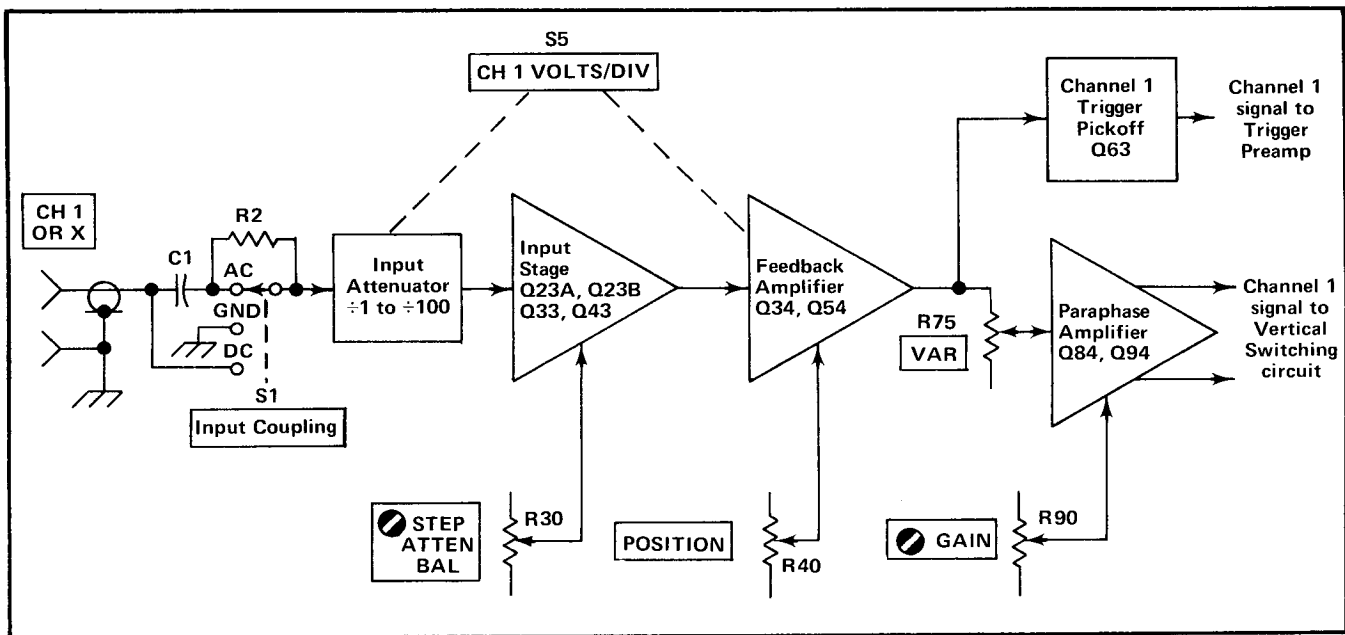 S5
CH 1 VOLTS/DIV
Channel 1
Trigger
Pickoff
Q63
Channel 1
signal to
Trigger
Preamp
CH 1
OR X
R2
C1
AC
GND
DC
S1
Input Coupling
Input
Attenuator
÷1 to ÷100
Input
Stage
Q23A, Q23B
Q33, Q43
Feedback
Amplifier
Q34, Q54
R75
VAR
Paraphase
Amplifier
Q84, Q94
Channel 1
signal to
Vertical
Switching
circuit
STEP
ATTEN
BAL
R30
POSITION
R40
GAIN
R90